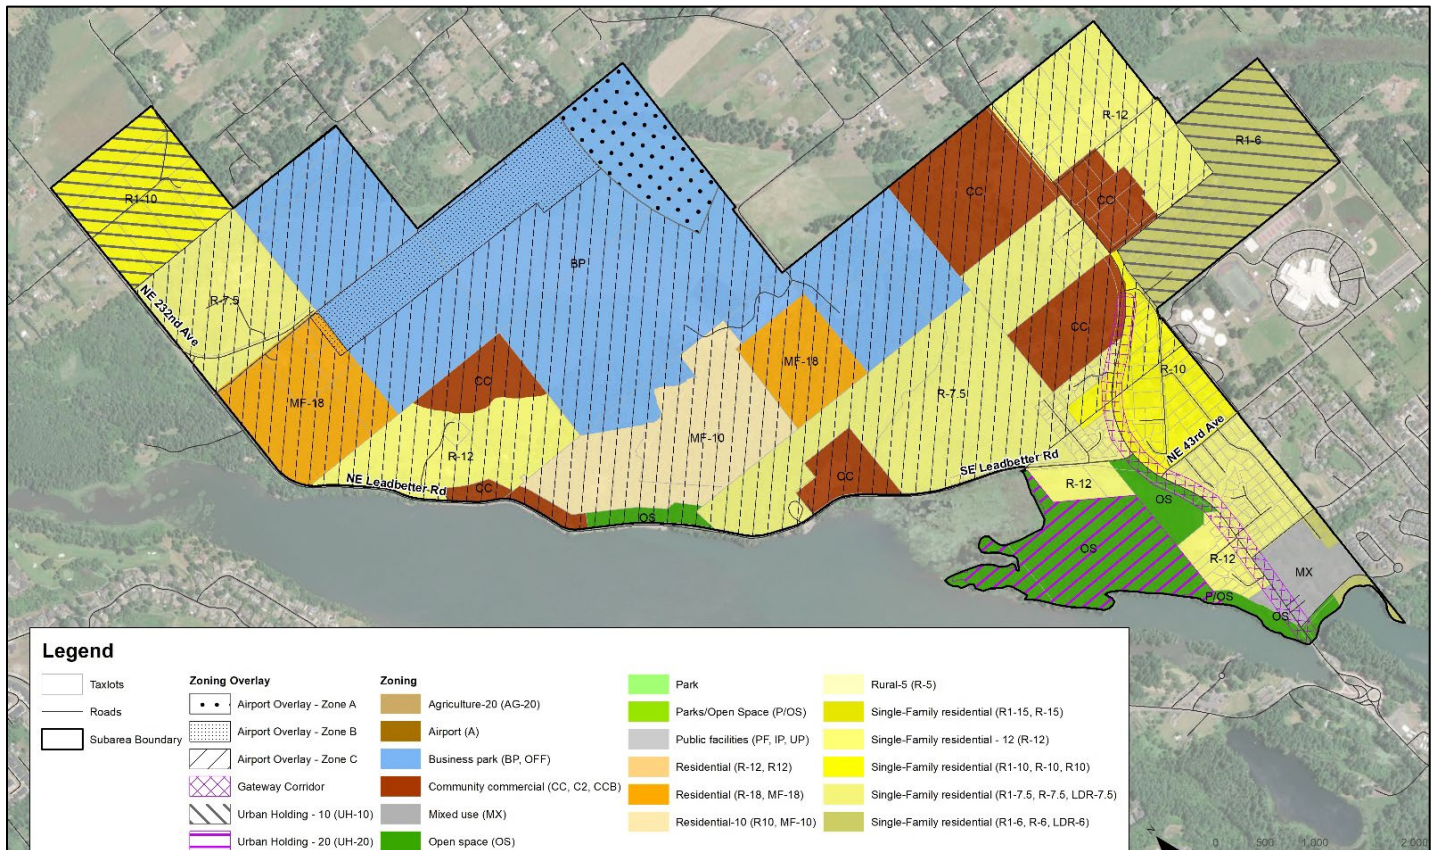 R-12
R1-6
CC
CC
R1-10
BP
R-7.5
NE 232nd Ave
CC
R-10
MF-18
CC
R-7.5
MF-18
MF-10
NE 43rd Ave
R-12
SE Leadbetter Rd
CC
NE Leadbetter Rd
CC
R-12
OS
OS
OS
R-12
MX
P/OS
OS
Legend
Taxlots
Roads
Subarea Boundary
Zoning Overlay
Airport Overlay - Zone A
Airport Overlay - Zone B
Airport Overlay - Zone C
Gateway Corridor
Urban Holding - 10 (UH-10)
Urban Holding - 20 (UH-20)
Zoning
Agriculture-20 (AG-20)
Airport (A)
Business park (BP, OFF)
Community commercial (CC, C2, CCB)
Mixed use (MX)
Open space (OS)
Park
Parks/Open Space (P/OS)
Public facilities (PF, IP, UP)
Residential (R-12, R12)
Residential (R-18, MF-18)
Residential-10 (R10, MF-10)
Rural-5 (R-5)
Single-Family residential (R1-15, R-15)
Single-Family residential - 12 (R-12)
Single-Family residential (R1-10, R-10, R10)
Single-Family residential (R1-7.5, R-7.5, LDR-7.5)
Single-Family residential (R1-6, R-6, LDR-6)
0 500 1,000 2,000